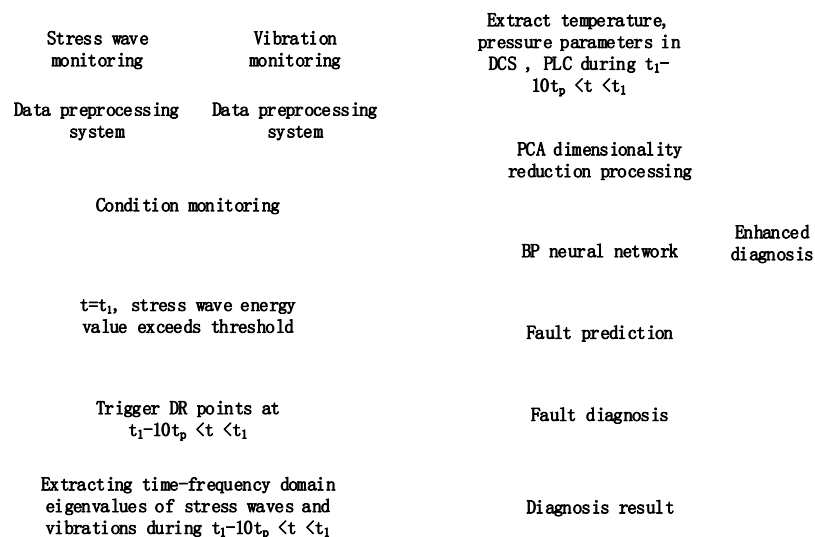 Stress wave
monitoring
Vibration
monitoring
Data preprocessing
system
Data preprocessing
system
Condition monitoring
t=t₁, stress wave energy
value exceeds threshold
Trigger DR points at
t₁-10tₚ <t <t₁
Extracting time-frequency domain
eigenvalues of stress waves and
vibrations during t₁-10tₚ <t <t₁
Extract temperature,
pressure parameters in
DCS , PLC during t₁-
10tₚ <t <t₁
PCA dimensionality
reduction processing
BP neural network
Enhanced
diagnosis
Fault prediction
Fault diagnosis
Diagnosis result